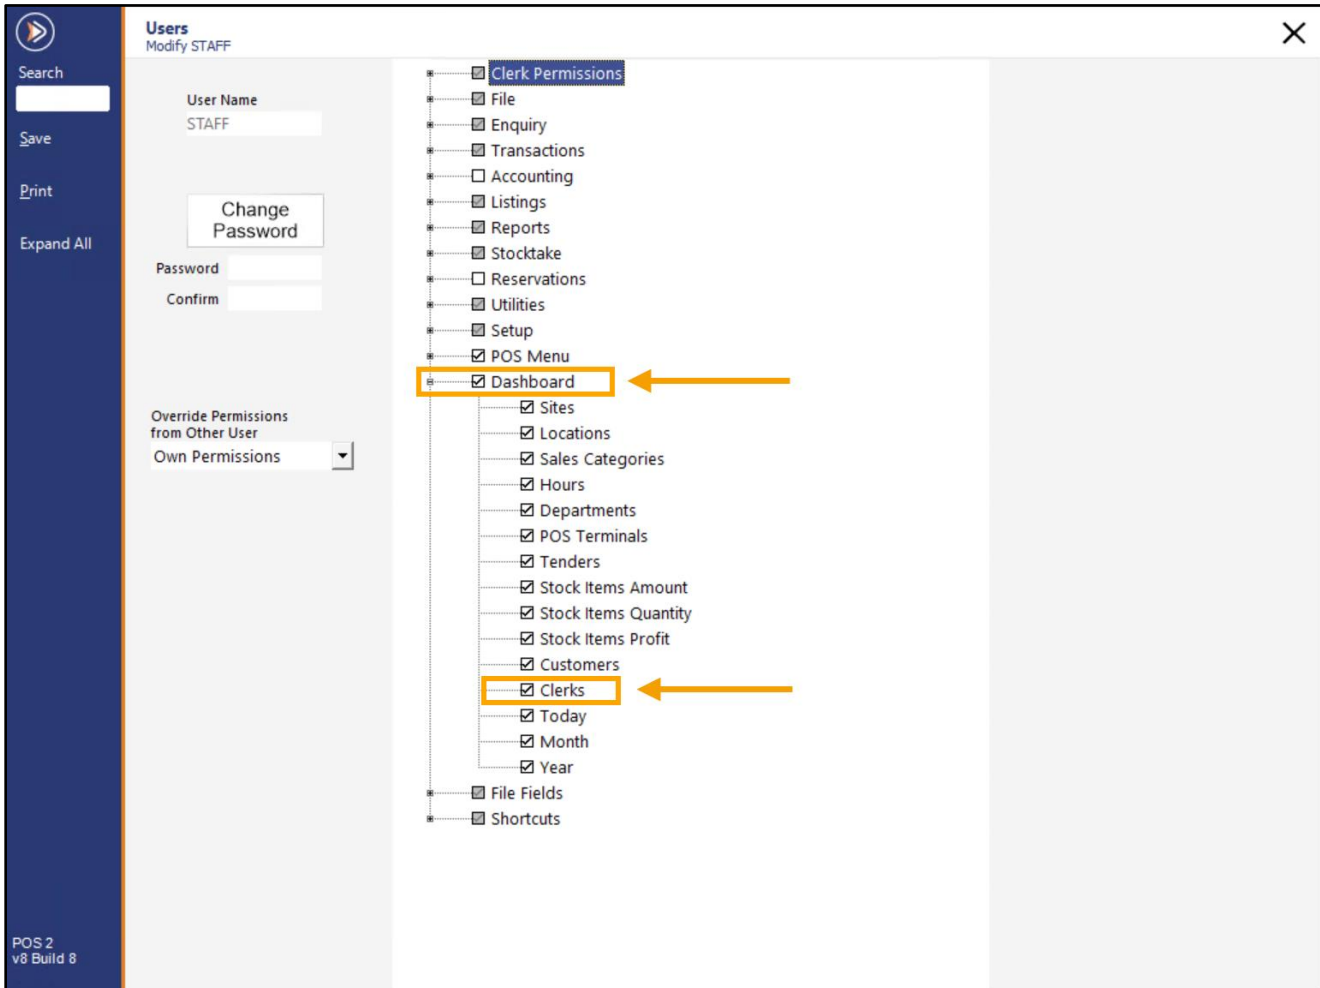 Users
Modify STAFF
Search
Save
Print
Expand All
User Name
STAFF
Change
Password
Password
Confirm
Override Permissions
from Other User
Own Permissions
Clerk Permissions
File
Enquiry
Transactions
Accounting
Listings
Reports
Stocktake
Reservations
Utilities
Setup
POS Menu
Dashboard
Sites
Locations
Sales Categories
Hours
Departments
POS Terminals
Tenders
Stock Items Amount
Stock Items Quantity
Stock Items Profit
Customers
Clerks
Today
Month
Year
File Fields
Shortcuts
POS 2
v8 Build 8